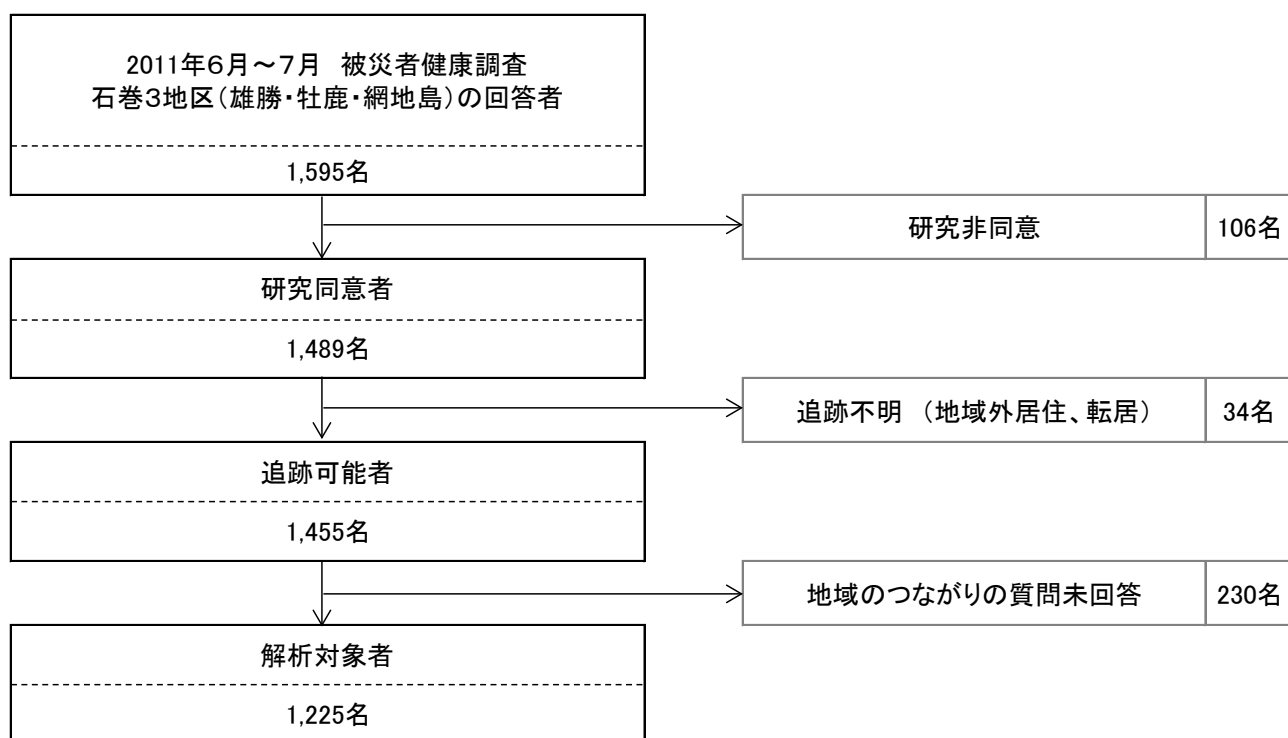 2011年6月～7月 被災者健康調査
石巻3地区（雄勝・牡鹿・網地島）の回答者
1,595名
研究非同意 106名
研究同意者
1,489名
追跡不明 （地域外居住、転居） 34名
追跡可能者
1,455名
地域のつながりの質問未回答 230名
解析対象者
1,225名